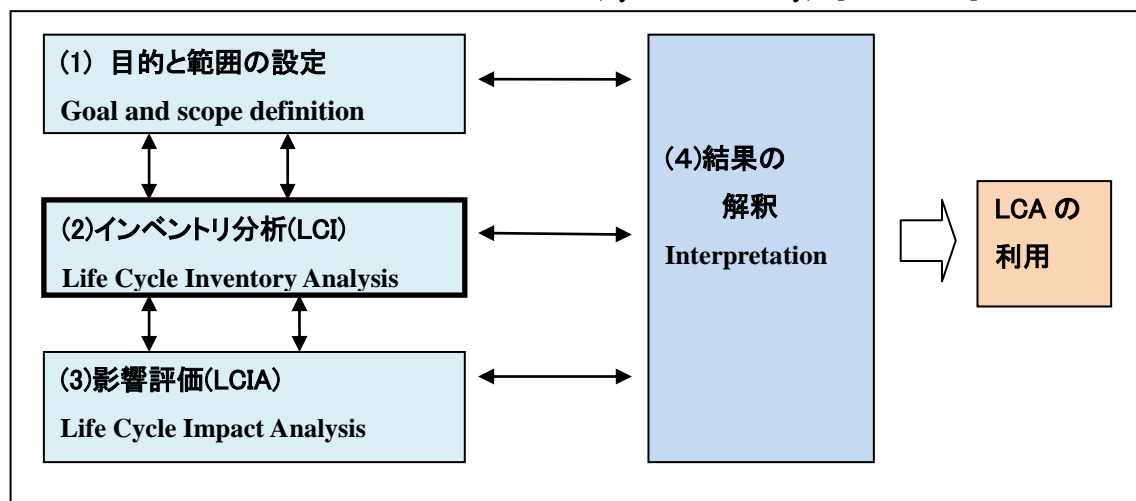 (1) 目的と範囲の設定
Goal and scope definition
(2)インベントリ分析(LCI)
Life Cycle Inventory Analysis
(3)影響評価(LCIA)
Life Cycle Impact Analysis
(4)結果の
解釈
Interpretation
LCA の
利用